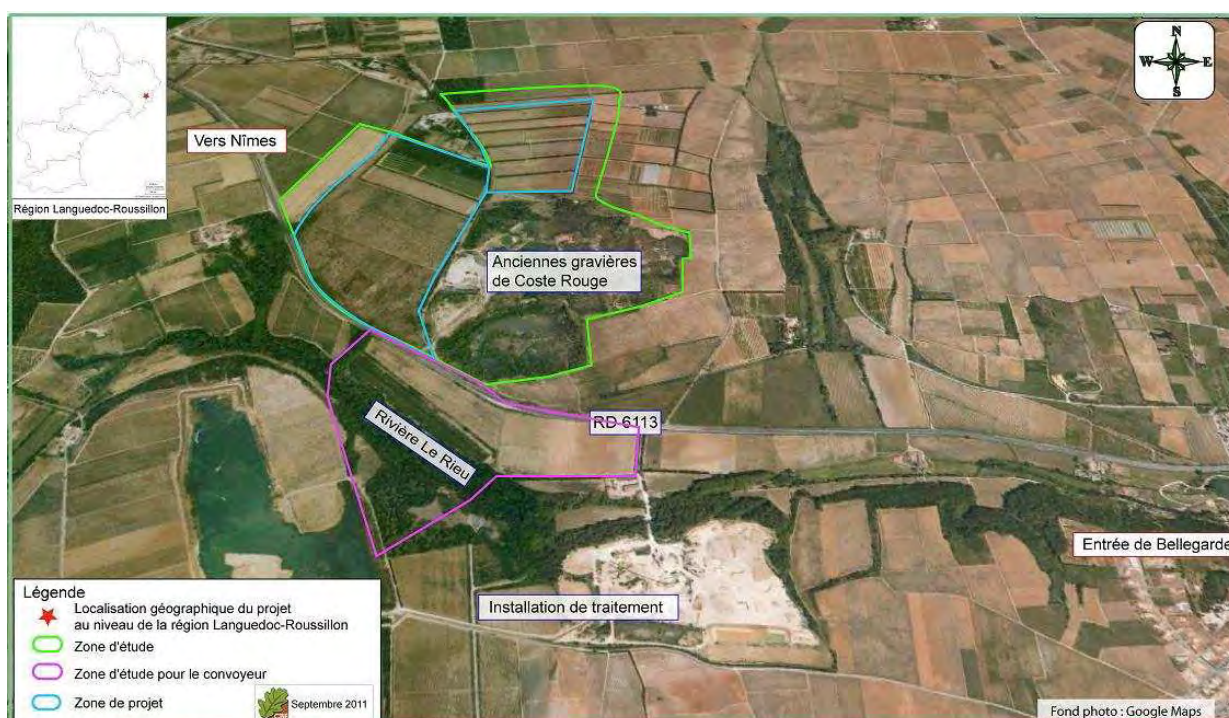 N
W E
S
Vers Nîmes
Région Languedoc-Roussillon
Anciennes gravières
de Coste Rouge
RD 6113
Rivière Le Rieu
Entrée de Bellegarde
Installation de traitement
Légende
Localisation géographique du projet
au niveau de la région Languedoc-Roussillon
Zone d'étude
Zone d'étude pour le convoyeur
Zone de projet
Septembre 2011
Fond photo : Google Maps